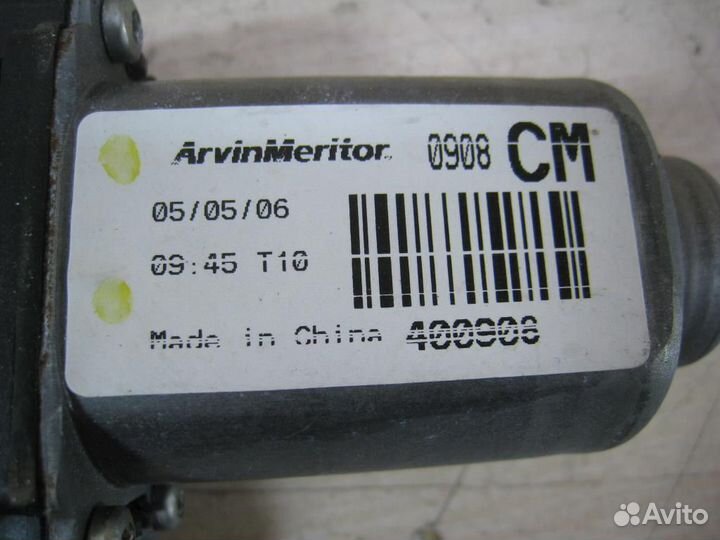 ArvinMeritor 0908 CM
05/05/06
09:45 T10
Made in China 400908
Avito